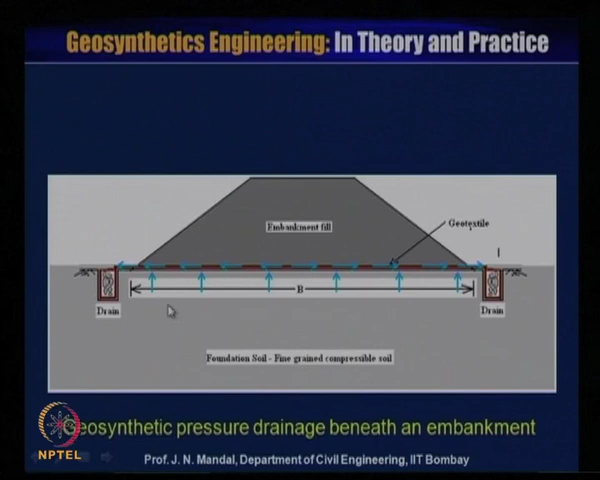 Geosynthetics Engineering: In Theory and Practice
Embankment fill
Geotextile
B
Drain
Drain
Foundation Soil - Fine grained compressible soil
Geosynthetic pressure drainage beneath an embankment
NPTEL
Prof. J. N. Mandal, Department of Civil Engineering, IIT Bombay